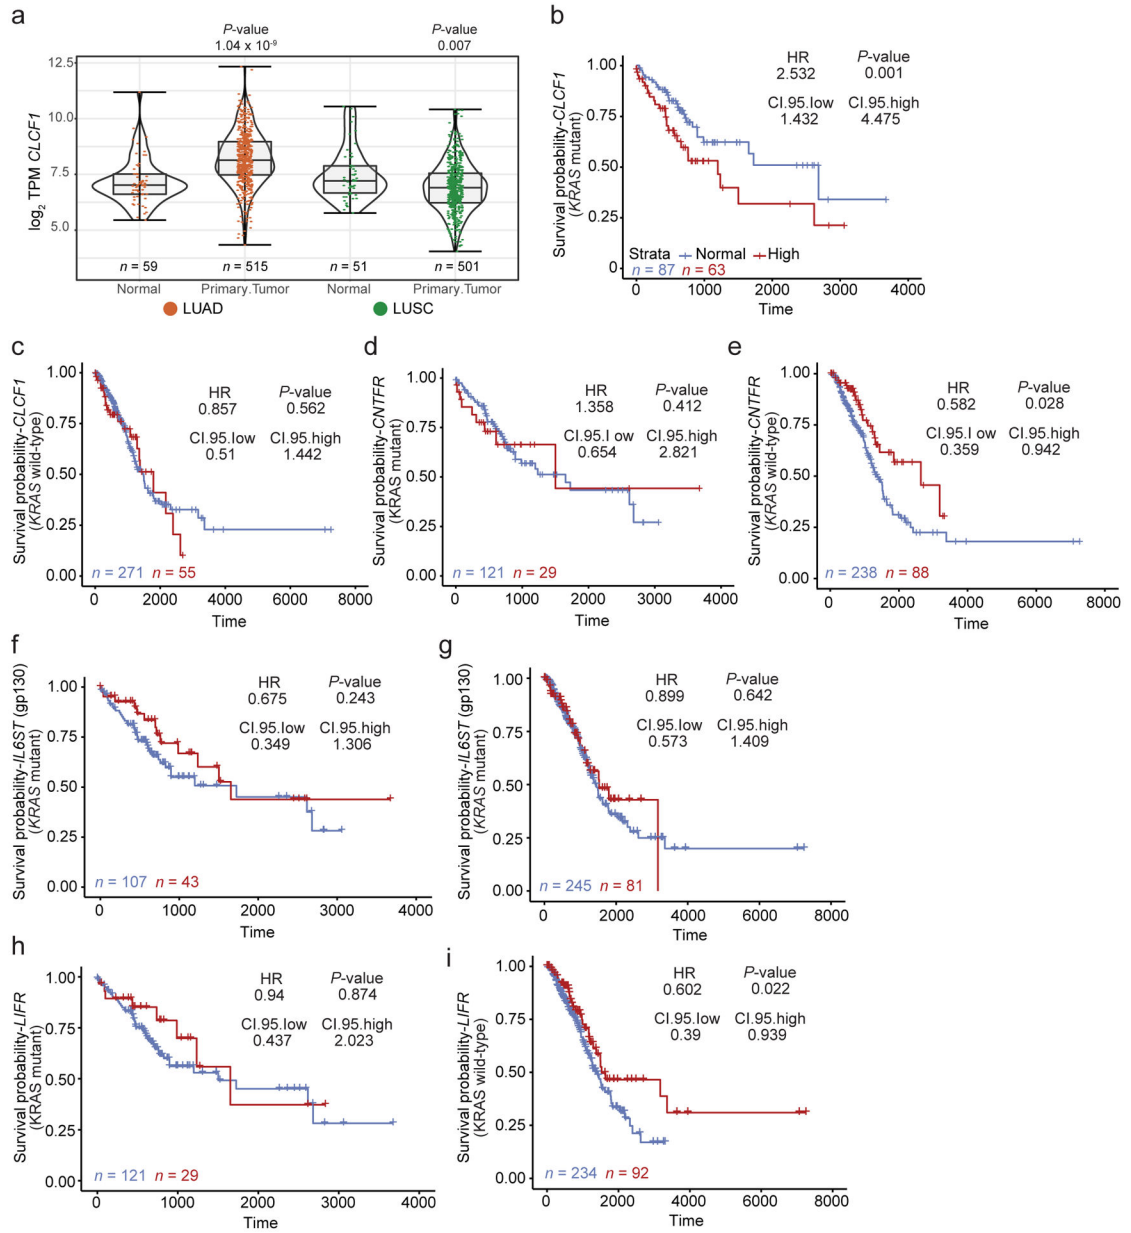 a
P-value
1.04 x 10⁻⁹
P-value
0.007
log₂ TPM CLCF1
12.5
10.0
7.5
5.0
n = 59
n = 515
n = 51
n = 501
Normal
Primary.Tumor
Normal
Primary.Tumor
LUAD
LUSC
b
Survival probability-CLCF1
(KRAS mutant)
1.00
0.75
0.50
0.25
0
HR
2.532
P-value
0.001
CI.95.low
1.432
CI.95.high
4.475
Strata Normal High
n = 87 n = 63
0 1000 2000 3000 4000
Time
c
Survival probability-CLCF1
(KRAS wild-type)
1.00
0.75
0.50
0.25
0.00
HR
0.857
P-value
0.562
CI.95.low
0.51
CI.95.high
1.442
n = 271 n = 55
0 2000 4000 6000 8000
Time
d
Survival probability-CNTFR
(KRAS mutant)
1.00
0.75
0.50
0.25
0.00
HR
1.358
P-value
0.412
CI.95.l ow
0.654
CI.95.high
2.821
n = 121 n = 29
0 1000 2000 3000 4000
Time
e
Survival probability-CNTFR
(KRAS wild-type)
1.00
0.75
0.50
0.25
0.00
HR
0.582
P-value
0.028
CI.95.l ow
0.359
CI.95.high
0.942
n = 238 n = 88
0 2000 4000 6000 8000
Time
f
Survival probability-IL6ST (gp130)
(KRAS mutant)
1.00
0.75
0.50
0.25
0.00
HR
0.675
P-value
0.243
CI.95.low
0.349
CI.95.high
1.306
n = 107 n = 43
0 1000 2000 3000 4000
Time
g
Survival probability-IL6ST (gp130)
(KRAS mutant)
1.00
0.75
0.50
0.25
0.00
HR
0.899
P-value
0.642
CI.95.low
0.573
CI.95.high
1.409
n = 245 n = 81
0 2000 4000 6000 8000
Time
h
Survival probability-LIFR
(KRAS mutant)
1.00
0.75
0.50
0.25
0.00
HR
0.94
P-value
0.874
CI.95.low
0.437
CI.95.high
2.023
n = 121 n = 29
0 1000 2000 3000 4000
Time
i
Survival probability-LIFR
(KRAS wild-type)
1.00
0.75
0.50
0.25
0.00
HR
0.602
P-value
0.022
CI.95.low
0.39
CI.95.high
0.939
n = 234 n = 92
0 2000 4000 6000 8000
Time